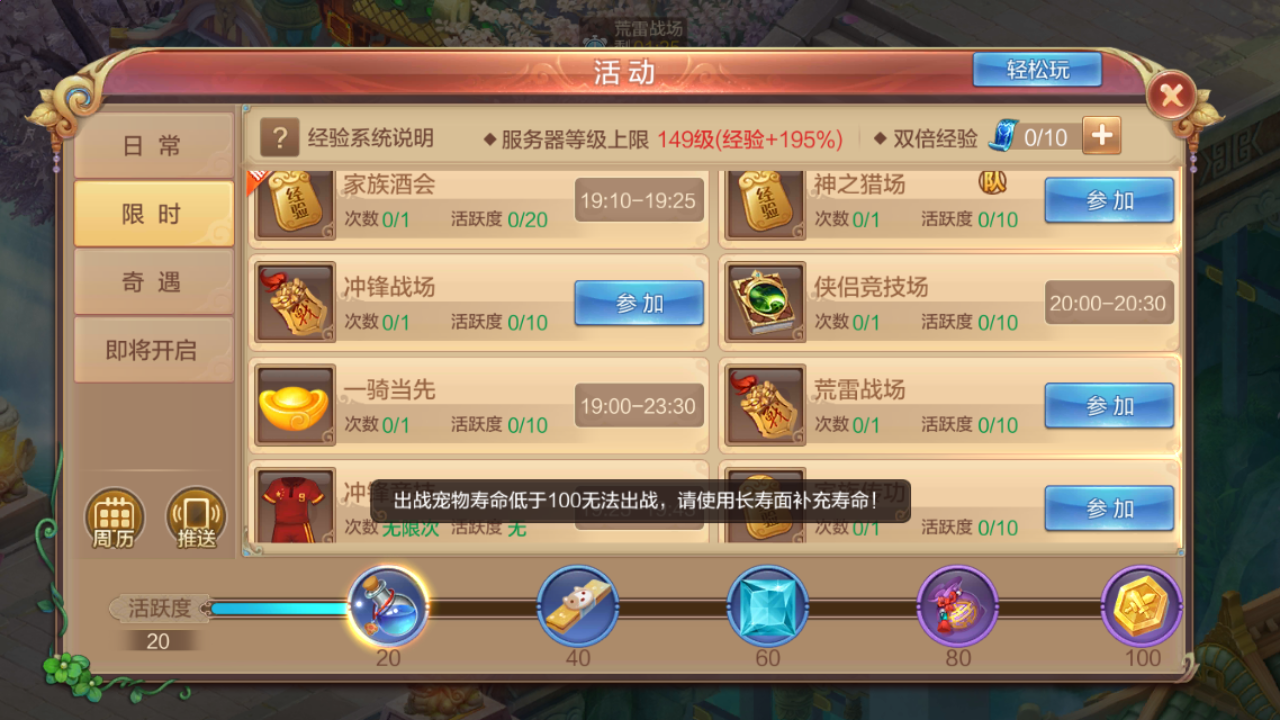 荒雷战场
活动
轻松玩
日常
限时
奇遇
即将开启
周历
推送
? 经验系统说明
◆服务器等级上限 149级(经验+195%)
◆双倍经验 0/10 +
经验
家族酒会
次数 0/1 活跃度 0/20
19:10-19:25
经验
神之猎场
队
次数 0/1 活跃度 0/10
参加
战
冲锋战场
次数 0/1 活跃度 0/10
参加
侠侣竞技场
次数 0/1 活跃度 0/10
20:00-20:30
一骑当先
次数 0/1 活跃度 0/10
19:00-23:30
战
荒雷战场
次数 0/1 活跃度 0/10
参加
9
冲锋
次数 无限次 活跃度 无
家族传功
次数 0/1 活跃度 0/10
参加
出战宠物寿命低于100无法出战，请使用长寿面补充寿命！
活跃度
20
20
40
60
80
100